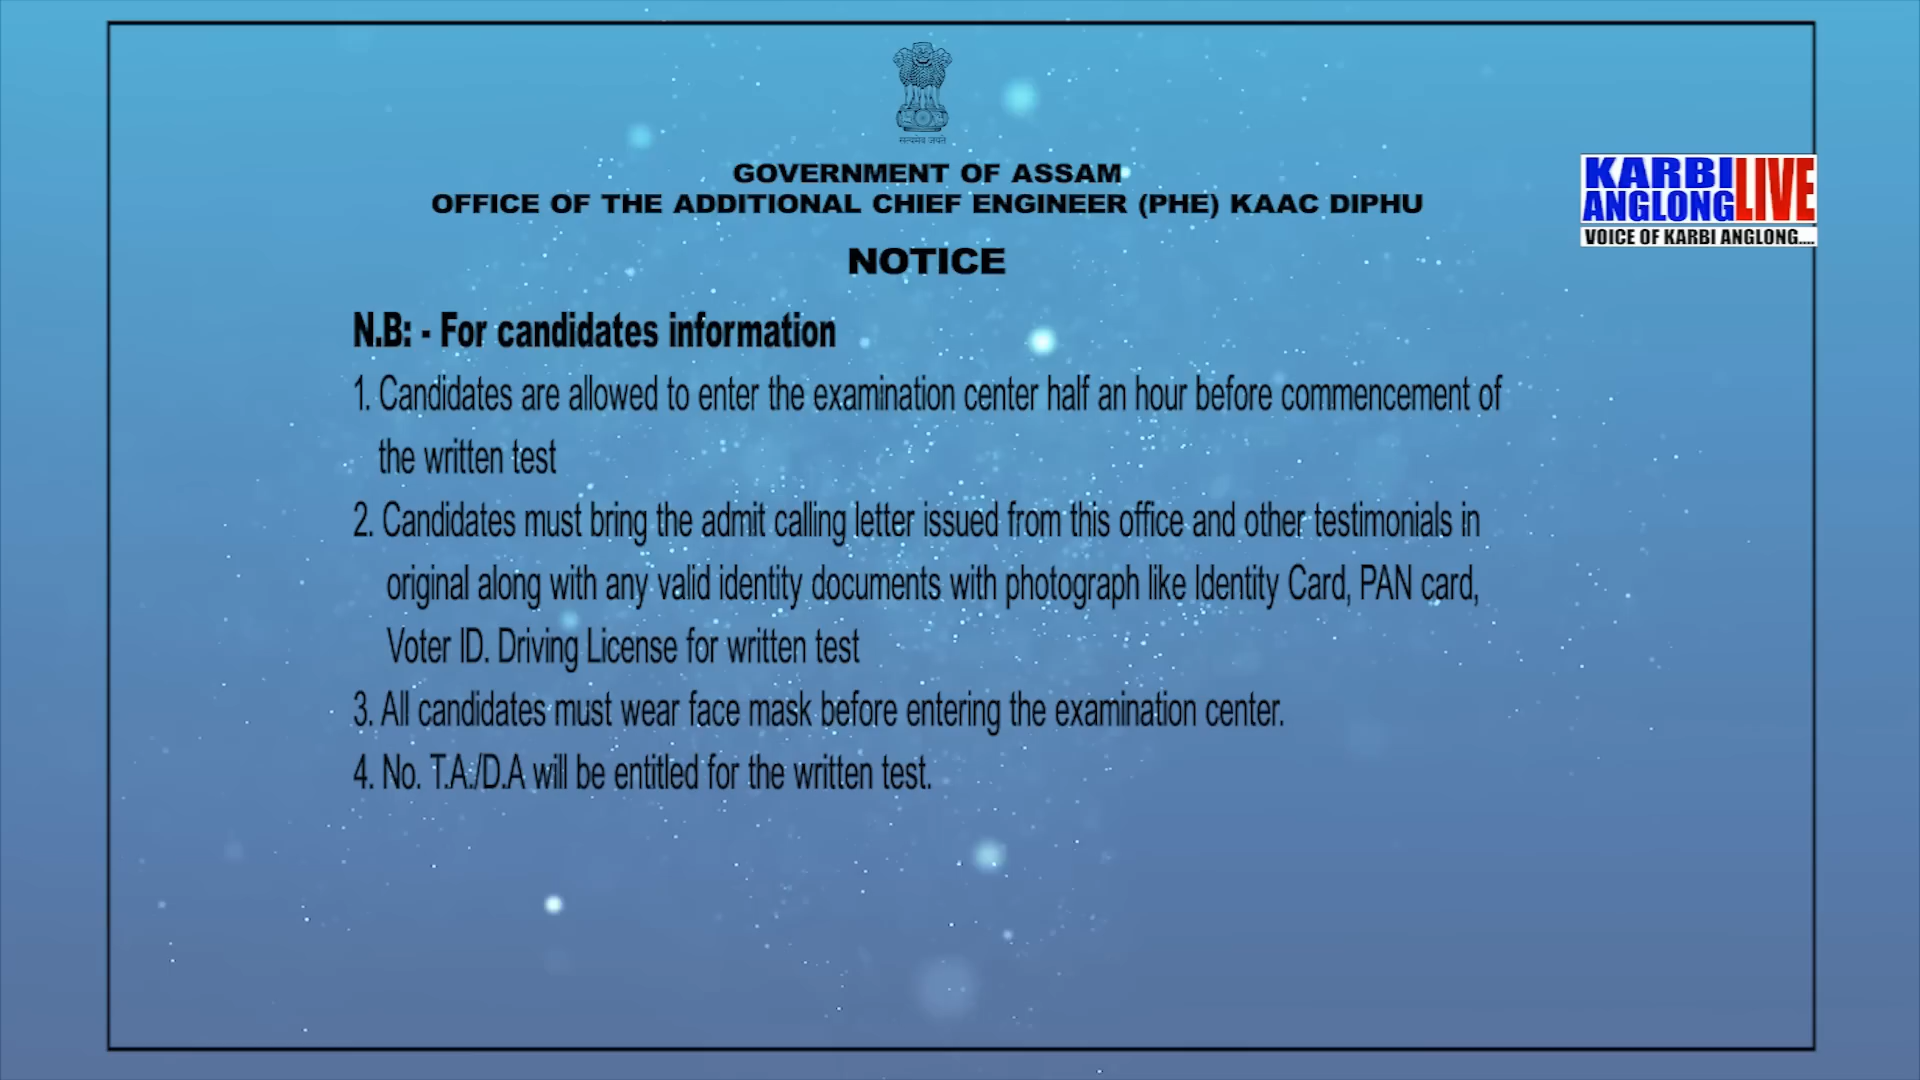 सत्यमेव जयते
GOVERNMENT OF ASSAM
OFFICE OF THE ADDITIONAL CHIEF ENGINEER (PHE) KAAC DIPHU
KARBI ANGLONG LIVE
VOICE OF KARBI ANGLONG....
NOTICE
N.B: - For candidates information
1. Candidates are allowed to enter the examination center half an hour before commencement of
the written test
2. Candidates must bring the admit calling letter issued from this office and other testimonials in
original along with any valid identity documents with photograph like Identity Card, PAN card,
Voter ID. Driving License for written test
3. All candidates must wear face mask before entering the examination center.
4. No. T.A./D.A will be entitled for the written test.